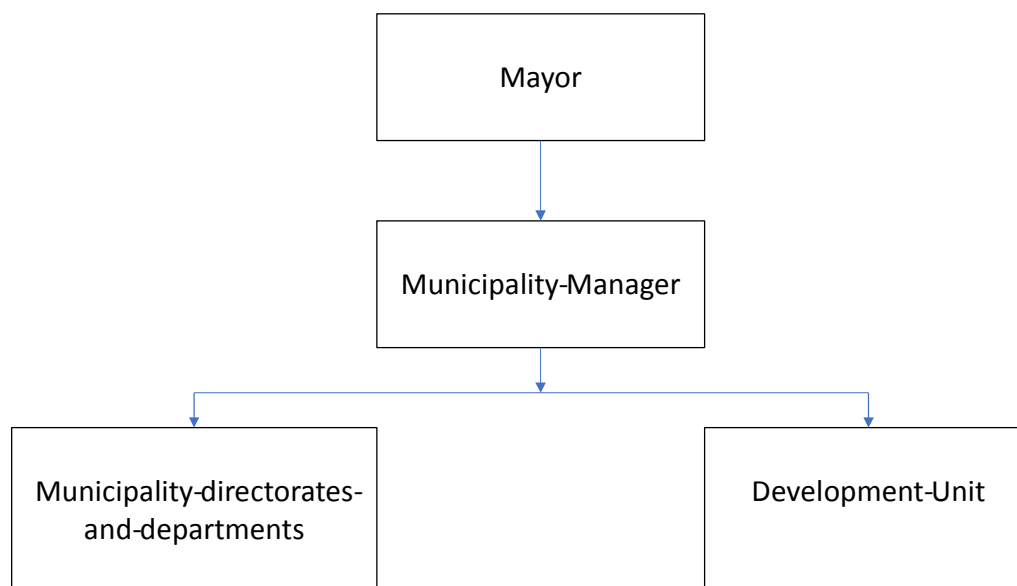 Mayor
Municipality-Manager
Municipality-directorates-
and-departments
Development-Unit